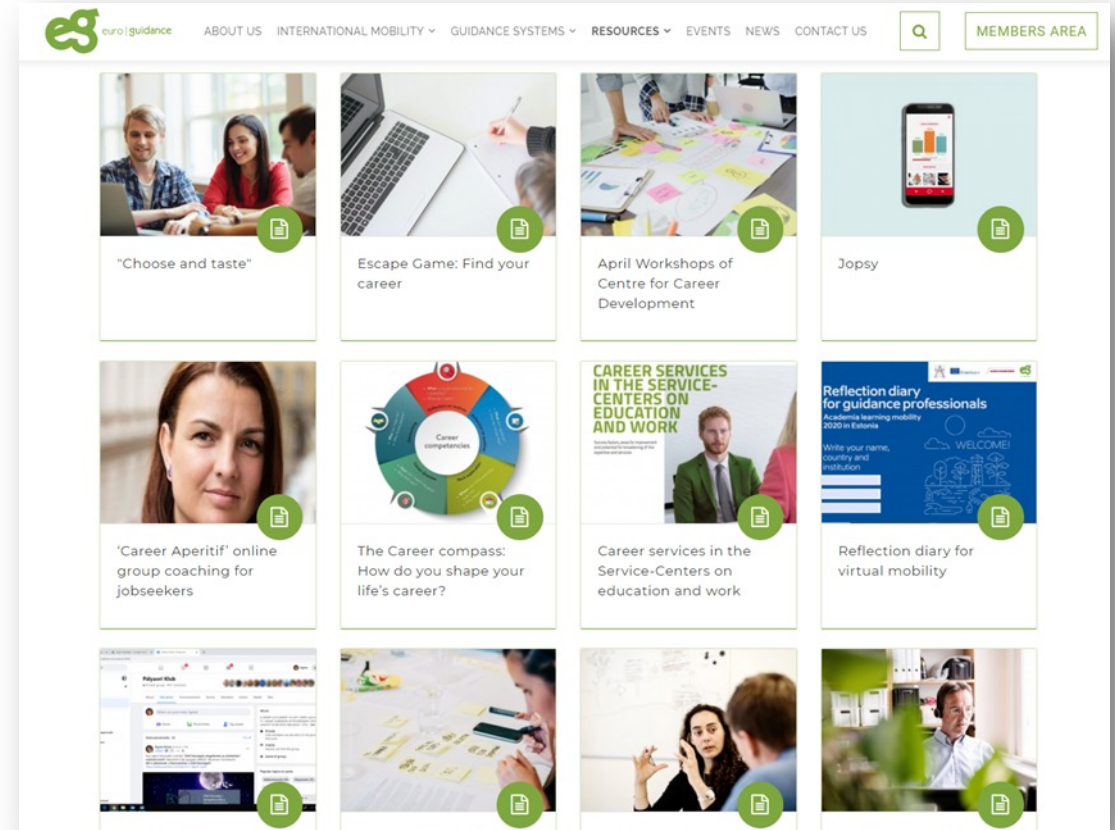 euro | guidance
ABOUT US
INTERNATIONAL MOBILITY
GUIDANCE SYSTEMS
RESOURCES
EVENTS
NEWS
CONTACT US
MEMBERS AREA
"Choose and taste"
Escape Game: Find your
career
April Workshops of
Centre for Career
Development
Jopsy
Career
competencies
CAREER SERVICES
IN THE SERVICE-
CENTERS ON
EDUCATION
AND WORK
Reflection diary
for guidance professionals
Academia learning mobility
2020 in Estonia
Write your name,
country and
institution
WELCOME!
'Career Aperitif' online
group coaching for
jobseekers
The Career compass:
How do you shape your
life's career?
Career services in the
Service-Centers on
education and work
Reflection diary for
virtual mobility
Pályaori Klub